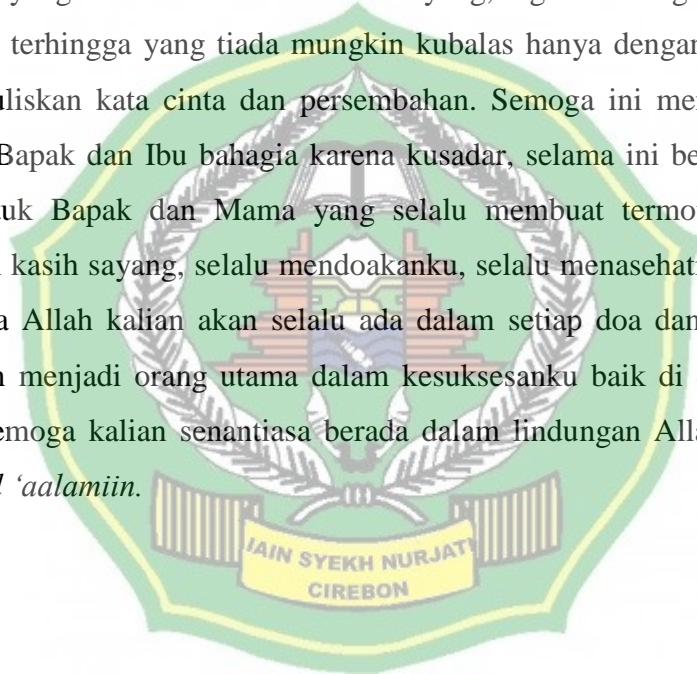 terhingga yang tiada mungkin kubalas hanya dengan
uliskan kata cinta dan persembahan. Semoga ini me
Bapak dan Ibu bahagia karena kusadar, selama ini be
uk Bapak dan Mama yang selalu membuat termo
kasih sayang, selalu mendoakanku, selalu menasehat
a Allah kalian akan selalu ada dalam setiap doa dan
menjadi orang utama dalam kesuksesanku baik di
emoga kalian senantiasa berada dalam lindungan All
‘aalamiin.
IAIN SYEKH NURJATI
CIREBON